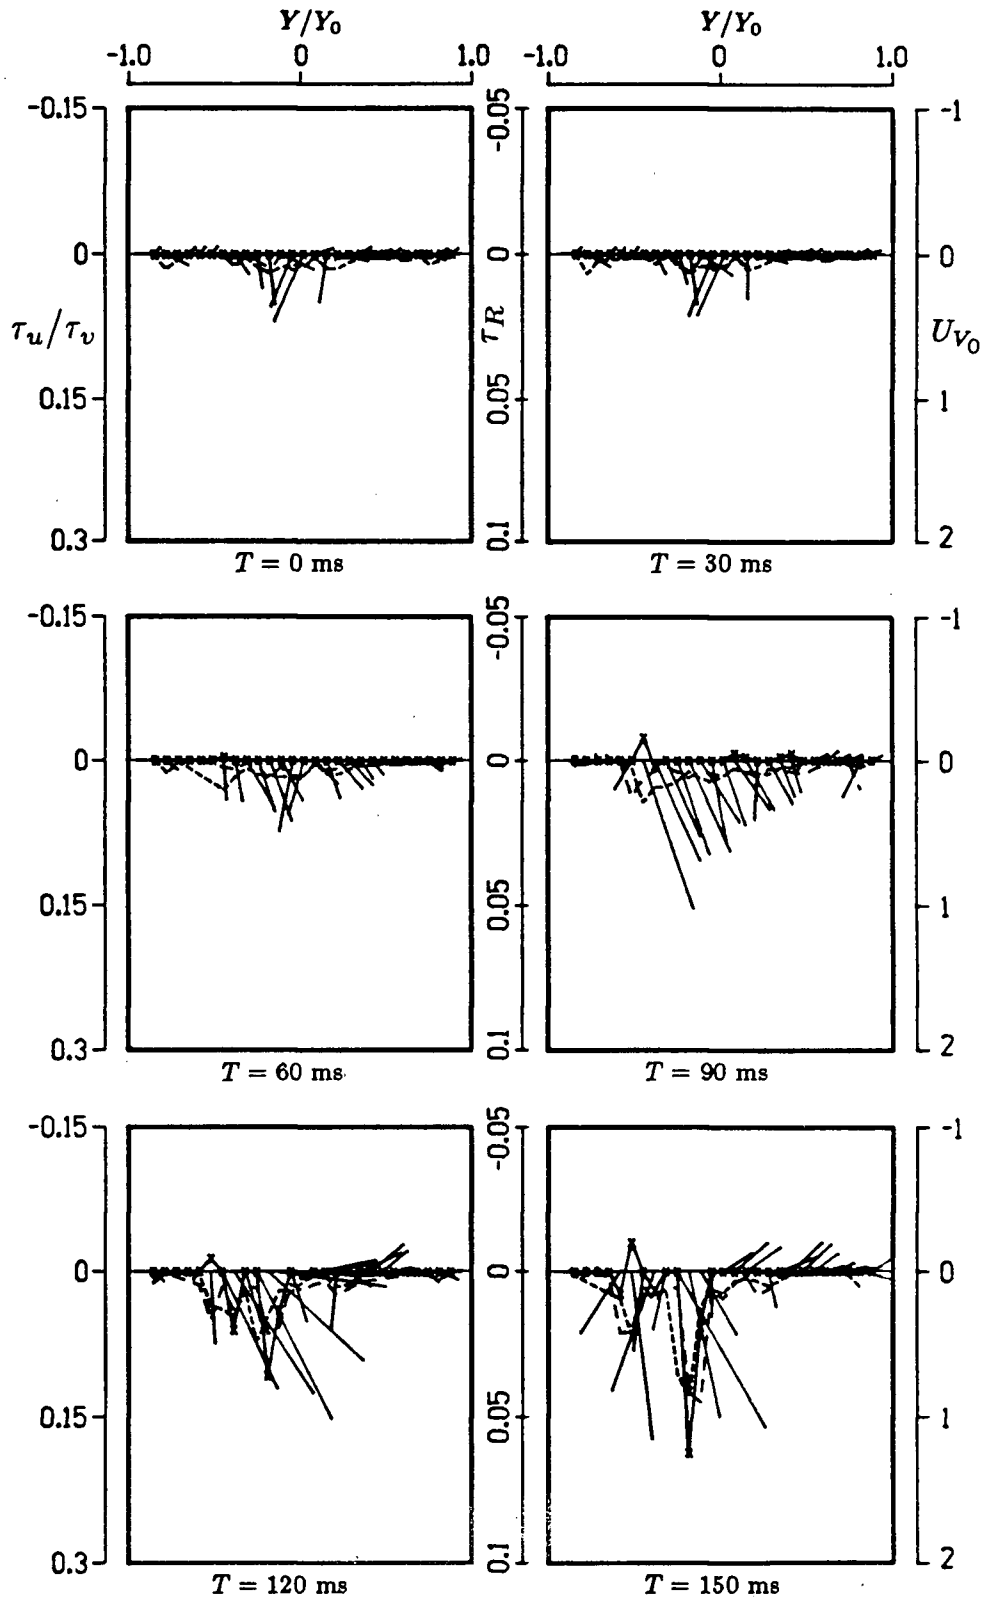 Y/Y₀ Y/Y₀
-1.0 0 1.0 -1.0 0 1.0
-0.15 -0.05 -1
0 0 0
τᵤ/τᵥ τR U_{V₀}
0.15 0.05 1
0.3 0.1 2
T = 0 ms T = 30 ms
-0.15 -0.05 -1
0 0 0
0.15 0.05 1
0.3 0.1 2
T = 60 ms T = 90 ms
-0.15 -0.05 -1
0 0 0
0.15 0.05 1
0.3 0.1 2
T = 120 ms T = 150 ms